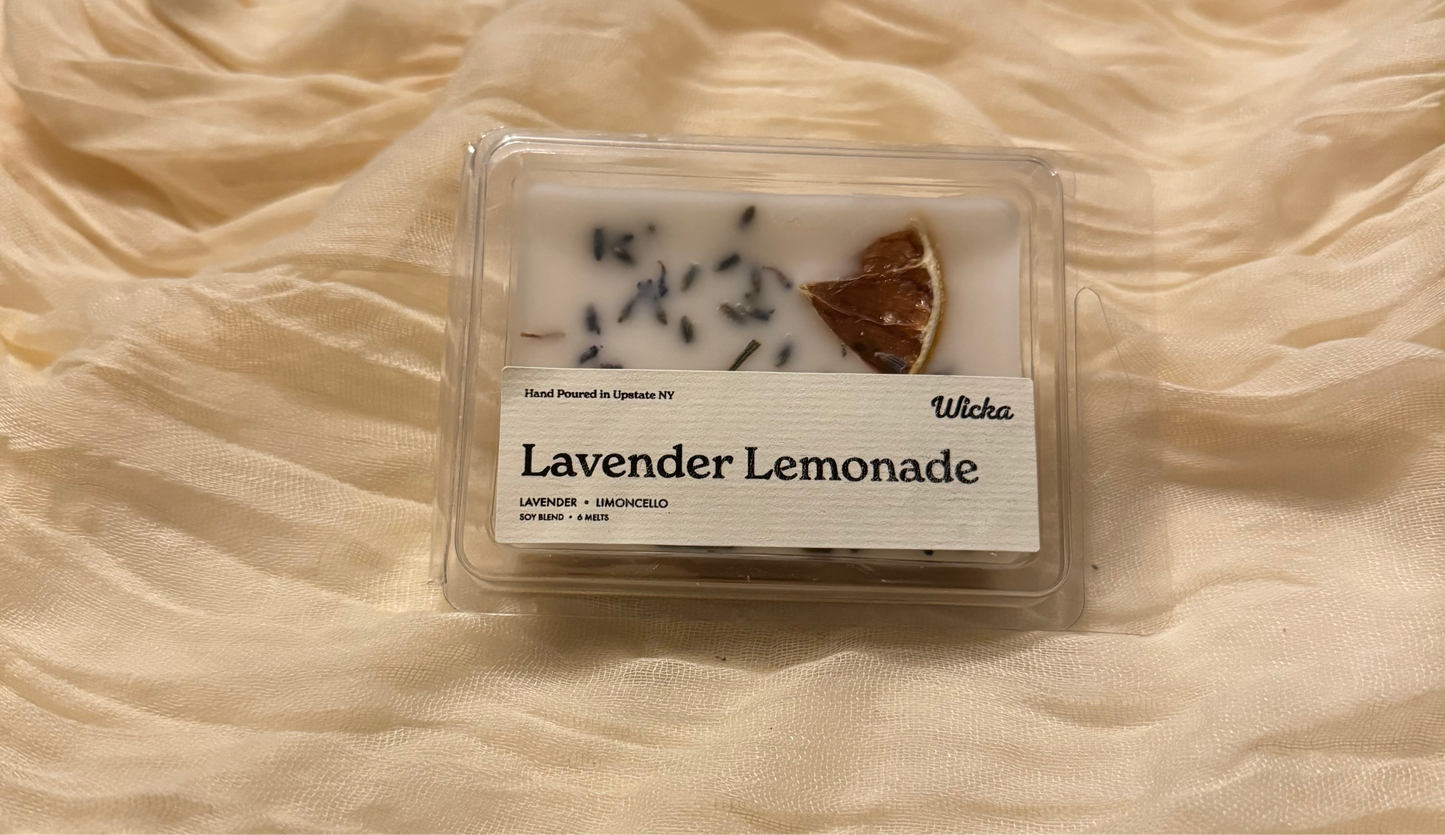 Hand Poured in Upstate NY
Wicka
Lavender Lemonade
LAVENDER • LIMONCELLO
SOY BLEND • 6 MELTS